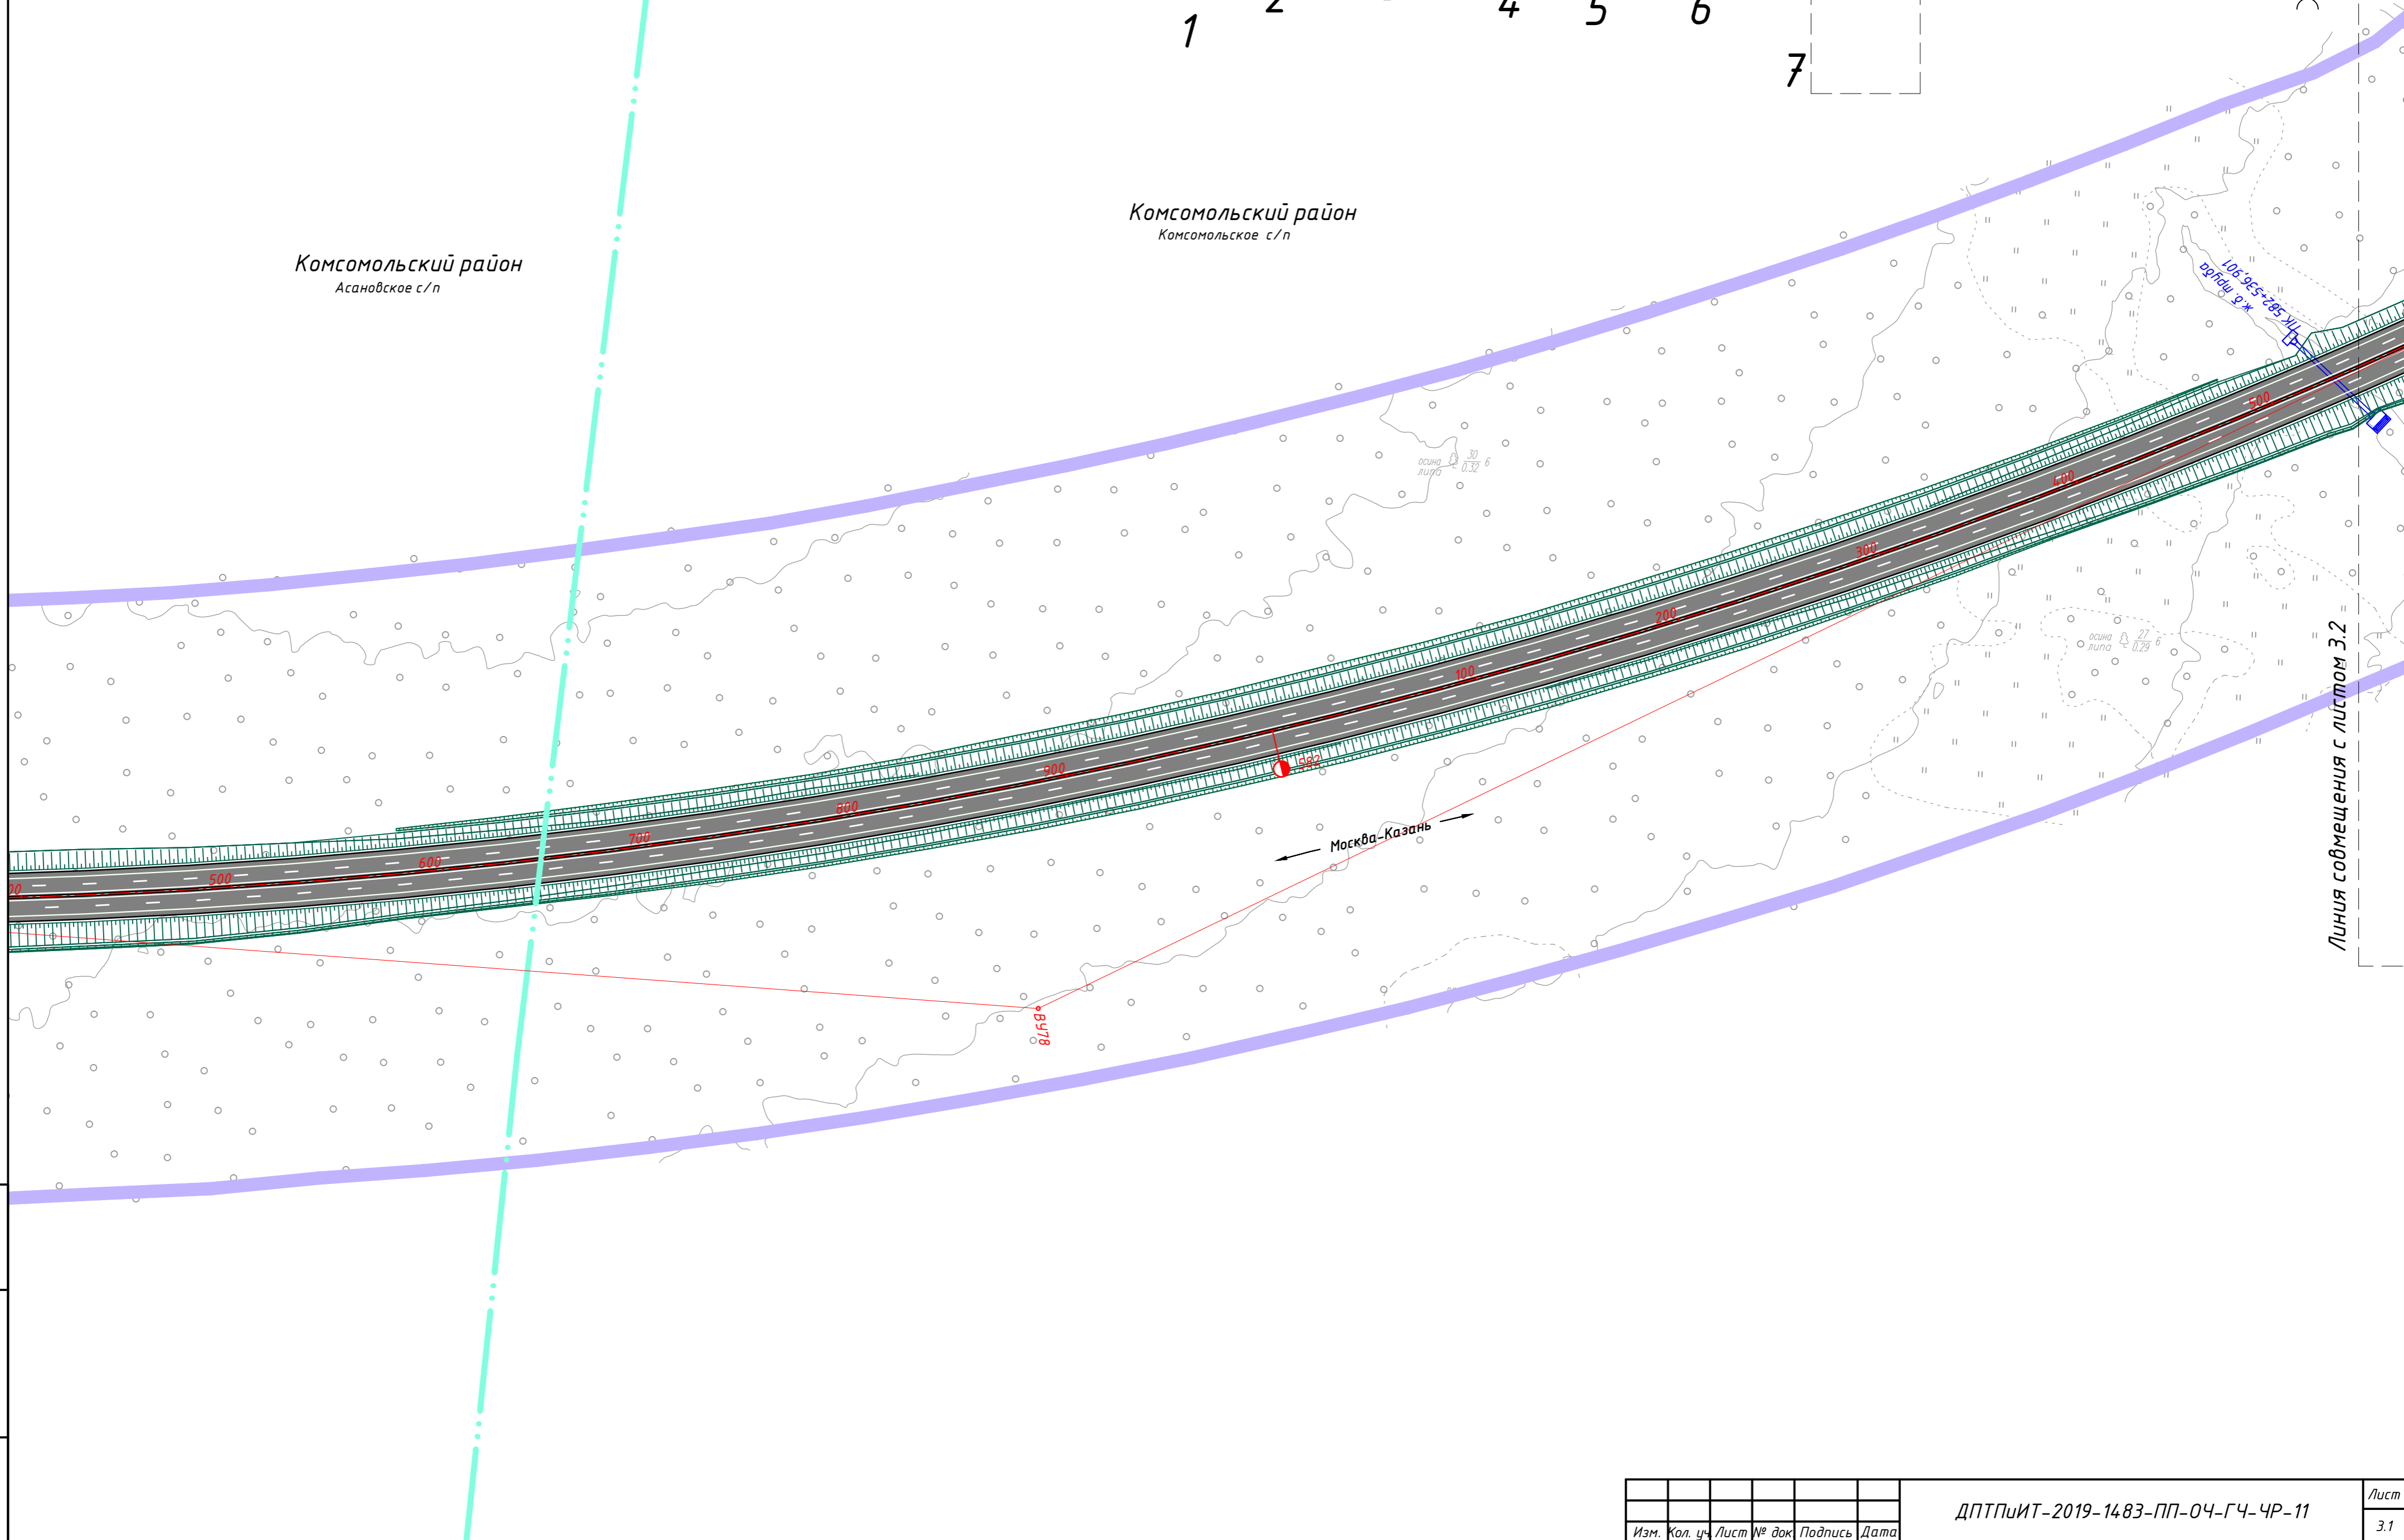 1
2
4
5
6
7
Комсомольский район
Комсомольское с/п
Комсомольский район
Асановское с/п
ПК 582+536,901
ж.б. труба
осина
липа
30
0.32
6
осина
липа
27
0.29
6
500
600
700
800
900
582
100
200
300
400
500
Москва-Казань
ВУ78
Линия совмещения с листом 3.2
ДПТПиИТ-2019-1483-ПП-ОЧ-ГЧ-ЧР-11
Лист
3.1
Изм. Кол. уч Лист № док Подпись Дата